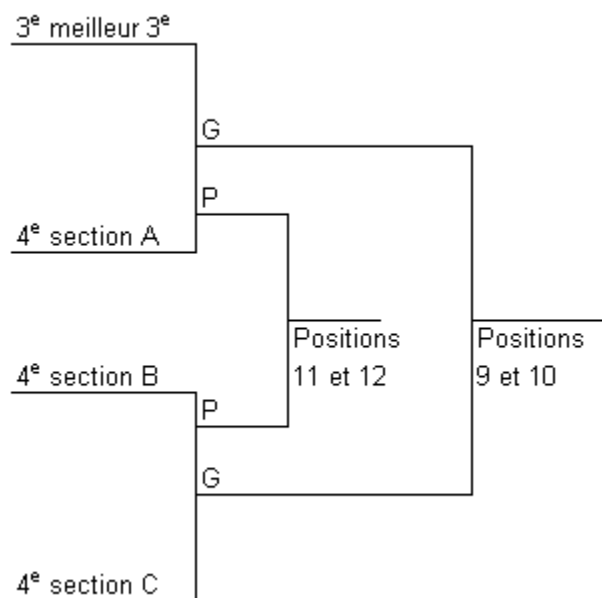 3e meilleur 3e
G
P
4e section A
Positions
11 et 12
Positions
9 et 10
4e section B
P
G
4e section C